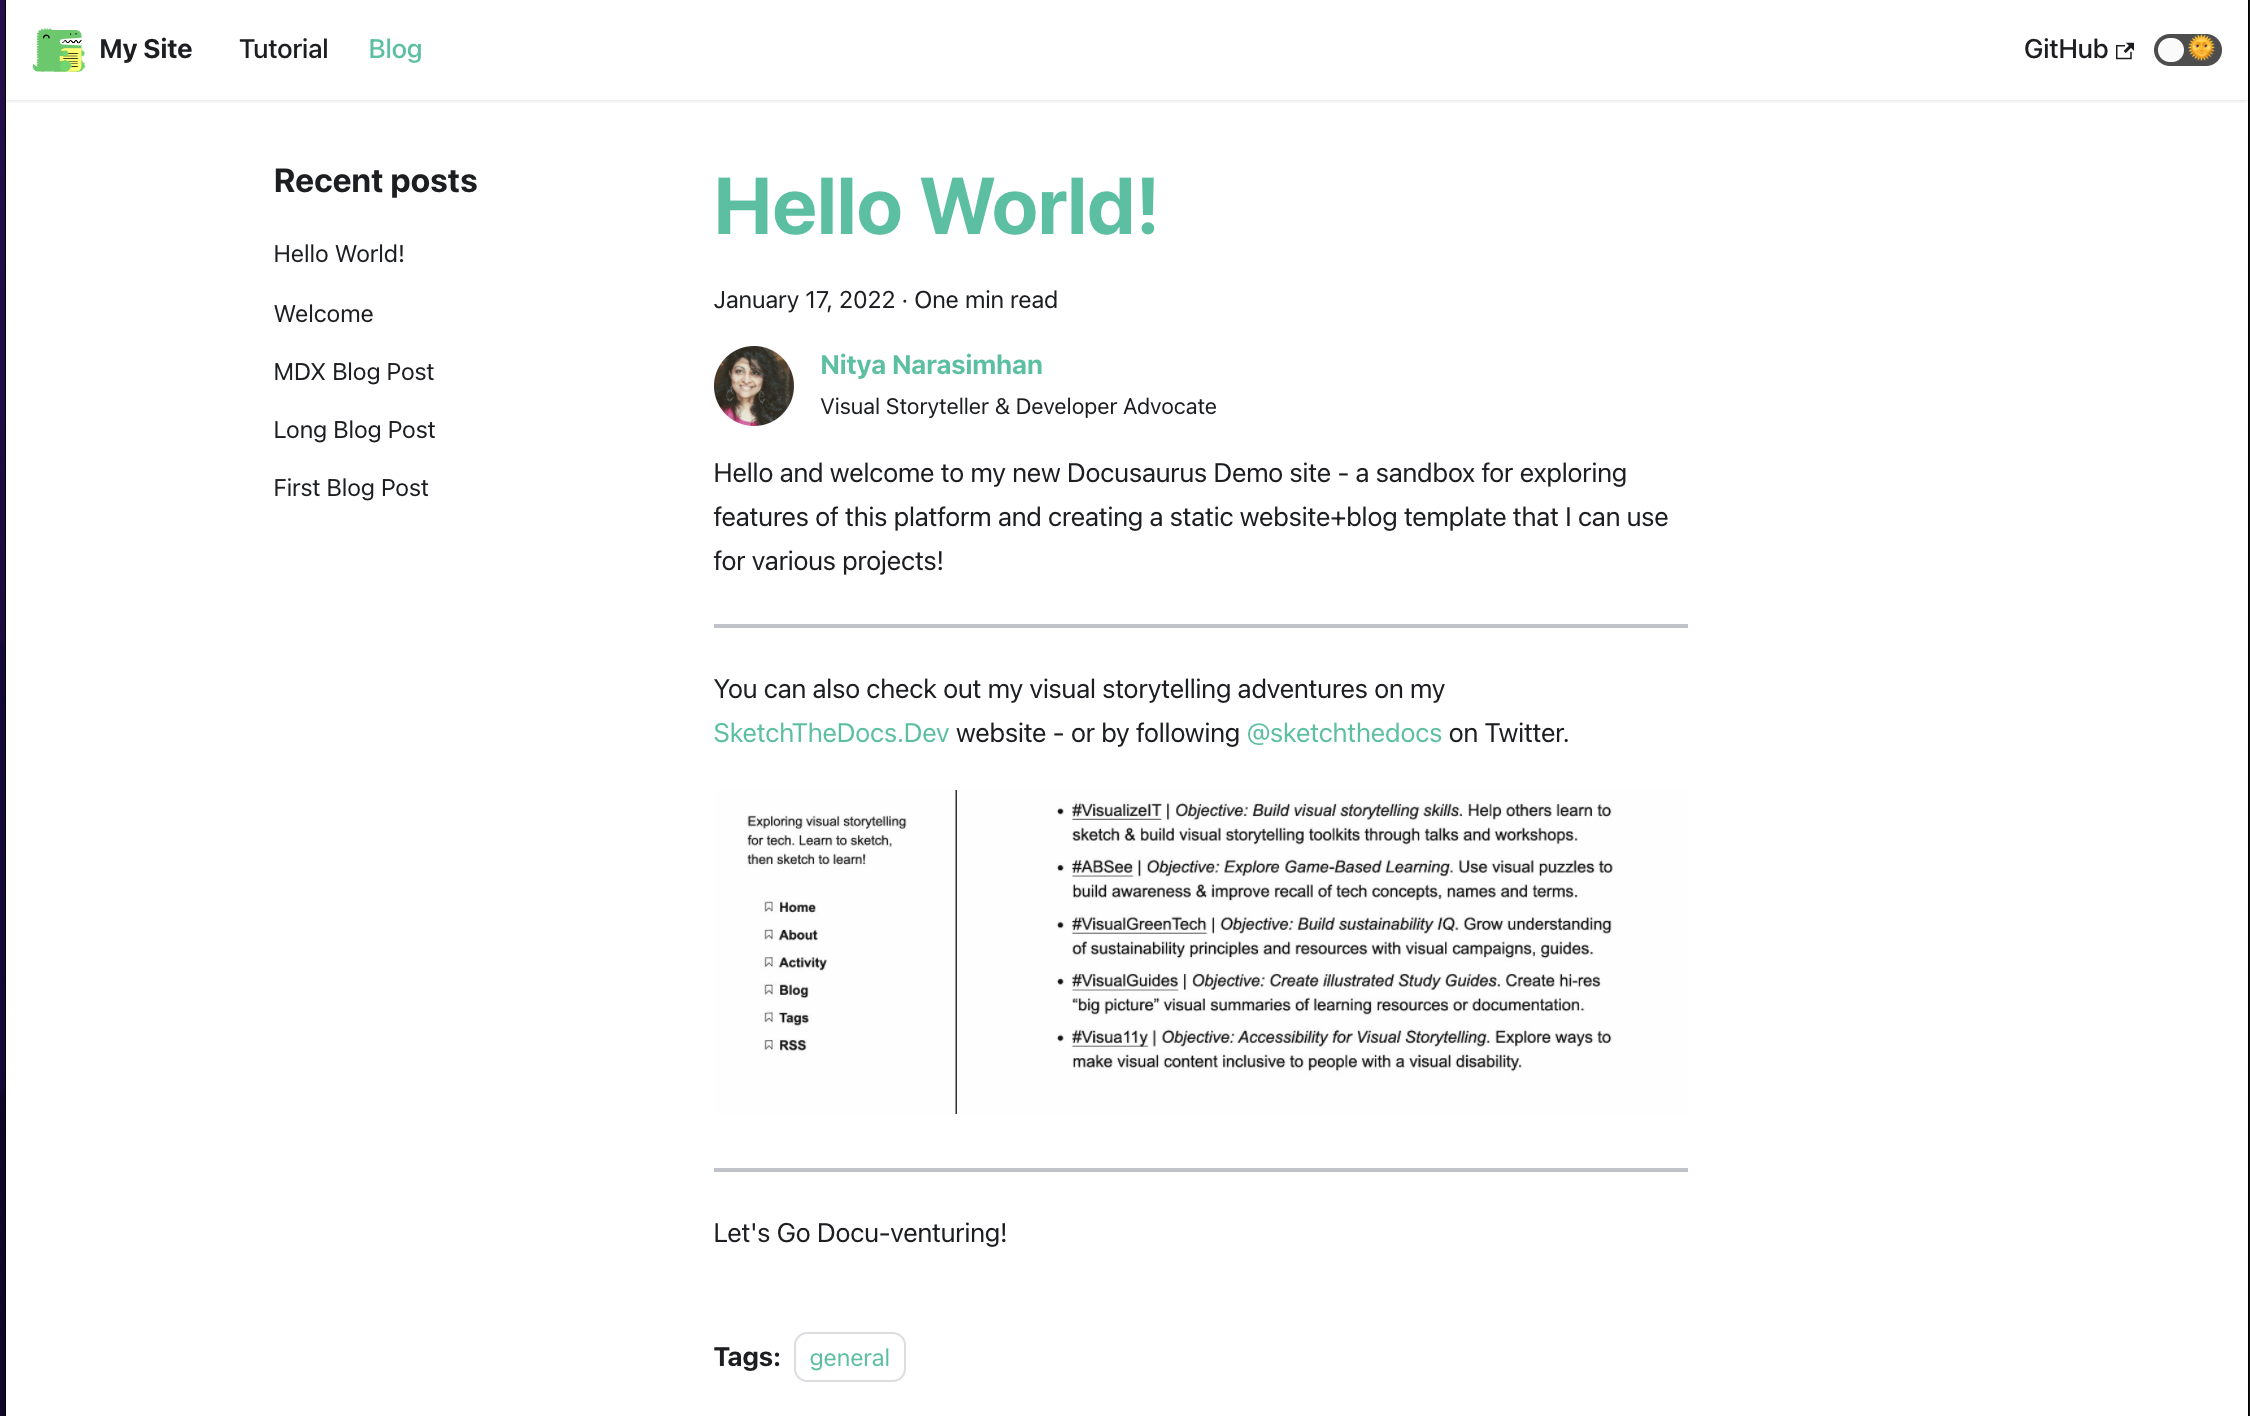 My Site
Tutorial
Blog
GitHub
Recent posts
Hello World!
Welcome
MDX Blog Post
Long Blog Post
First Blog Post
Hello World!
January 17, 2022 · One min read
Nitya Narasimhan
Visual Storyteller & Developer Advocate
Hello and welcome to my new Docusaurus Demo site - a sandbox for exploring
features of this platform and creating a static website+blog template that I can use
for various projects!
You can also check out my visual storytelling adventures on my
SketchTheDocs.Dev website - or by following @sketchthedocs on Twitter.
Exploring visual storytelling
for tech. Learn to sketch,
then sketch to learn!
Home
About
Activity
Blog
Tags
RSS
• #VisualizeIT | Objective: Build visual storytelling skills. Help others learn to
sketch & build visual storytelling toolkits through talks and workshops.
• #ABSee | Objective: Explore Game-Based Learning. Use visual puzzles to
build awareness & improve recall of tech concepts, names and terms.
• #VisualGreenTech | Objective: Build sustainability IQ. Grow understanding
of sustainability principles and resources with visual campaigns, guides.
• #VisualGuides | Objective: Create illustrated Study Guides. Create hi-res
“big picture” visual summaries of learning resources or documentation.
• #Visua11y | Objective: Accessibility for Visual Storytelling. Explore ways to
make visual content inclusive to people with a visual disability.
Let's Go Docu-venturing!
Tags: general